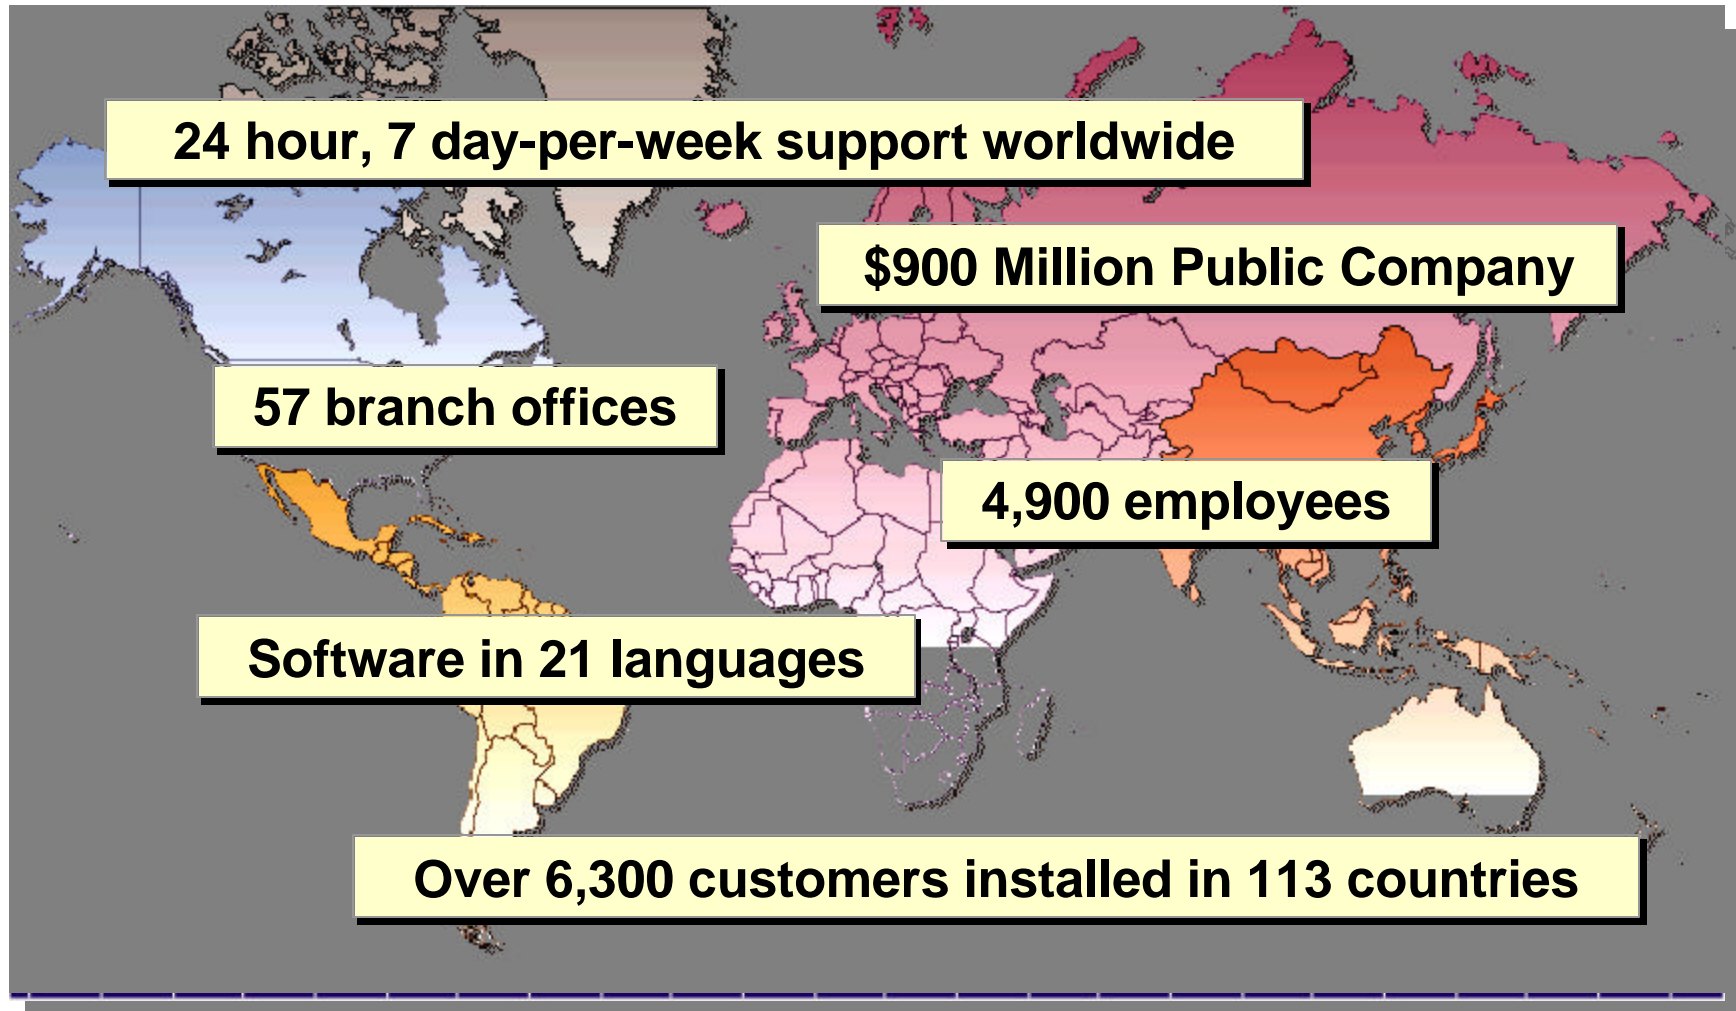 24 hour, 7 day-per-week support worldwide
$900 Million Public Company
57 branch offices
4,900 employees
Software in 21 languages
Over 6,300 customers installed in 113 countries